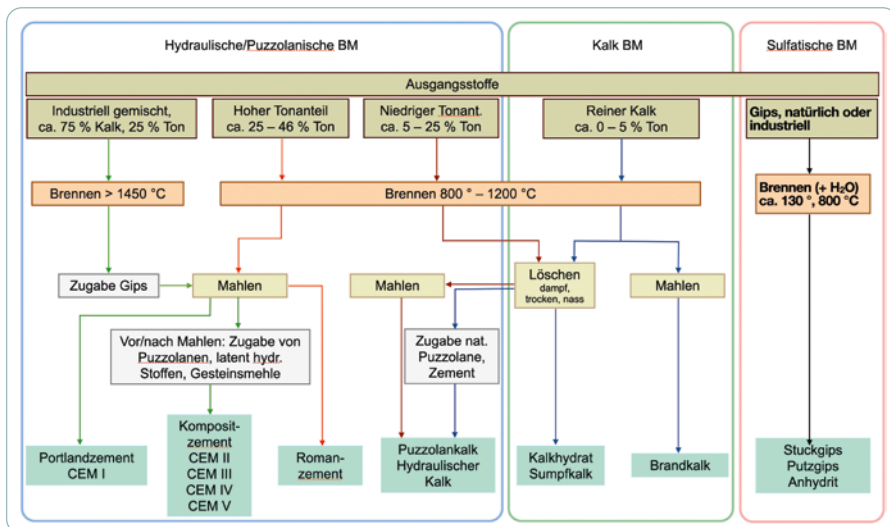 Hydraulische/Puzzolanische BM
Kalk BM
Sulfatische BM
Ausgangsstoffe
Industriell gemischt,
ca. 75 % Kalk, 25 % Ton
Hoher Tonanteil
ca. 25 – 46 % Ton
Niedriger Tonant.
ca. 5 – 25 % Ton
Reiner Kalk
ca. 0 – 5 % Ton
Gips, natürlich oder
industriell
Brennen > 1450 °C
Brennen 800 ° – 1200 °C
Brennen (+ H₂O)
ca. 130 °, 800 °C
Zugabe Gips
Mahlen
Mahlen
Löschen
dampf,
trocken, nass
Mahlen
Vor/nach Mahlen: Zugabe von
Puzzolanen, latent hydr.
Stoffen, Gesteinsmehle
Zugabe nat.
Puzzolane,
Zement
Portlandzement
CEM I
Komposit-
zement
CEM II
CEM III
CEM IV
CEM V
Roman-
zement
Puzzolankalk
Hydraulischer
Kalk
Kalkhydrat
Sumpfkalk
Brandkalk
Stuckgips
Putzgips
Anhydrit